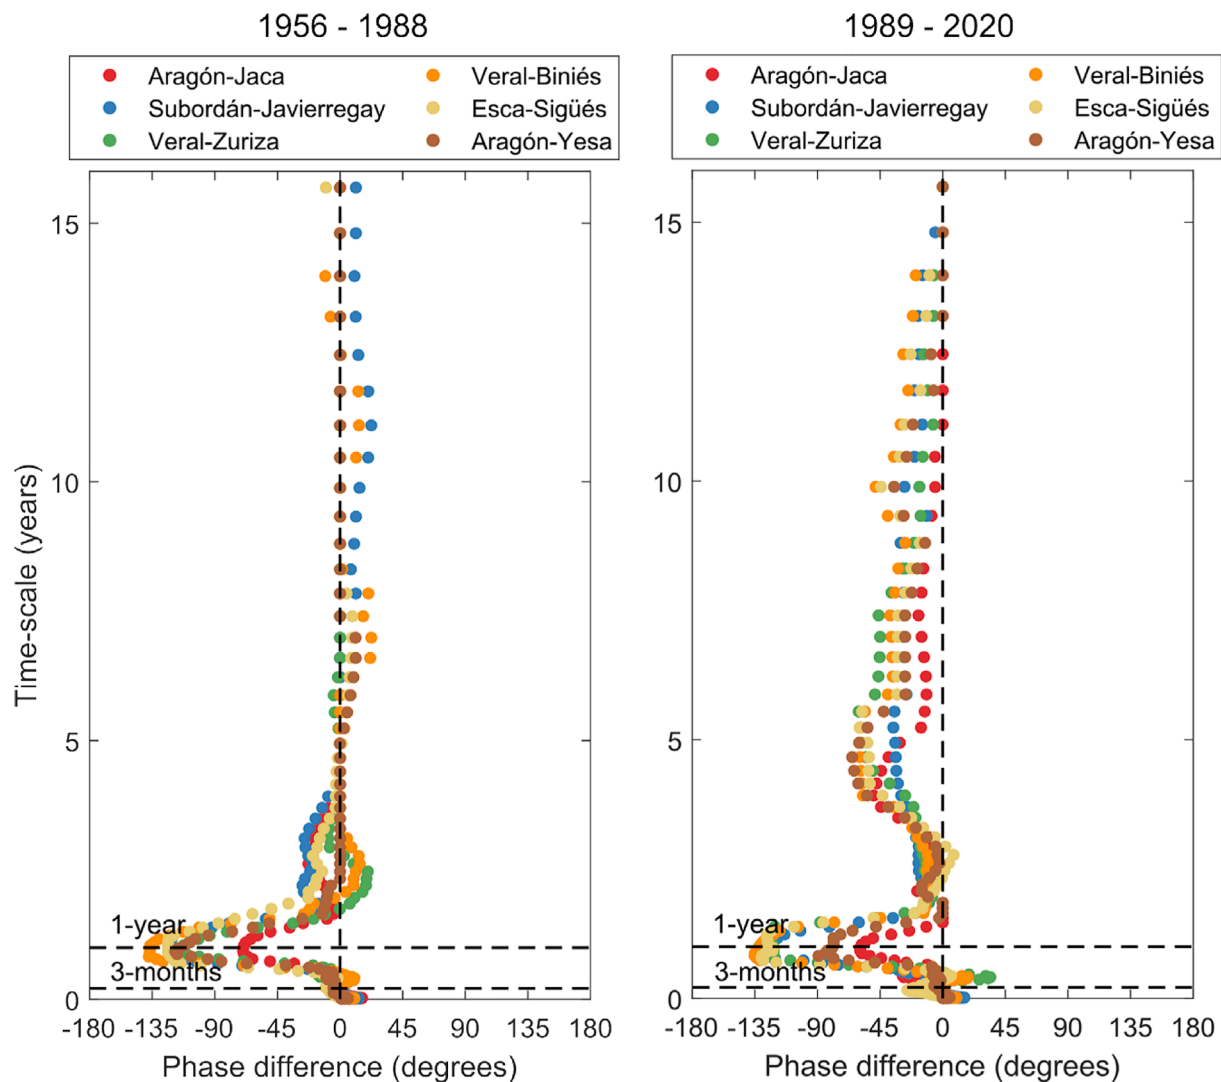 1956 - 1988
Aragón-Jaca
Veral-Biniés
Subordán-Javierregay
Esca-Sigüés
Veral-Zuriza
Aragón-Yesa
Time-scale (years)
15
10
5
0
1-year
3-months
-180 -135 -90 -45 0 45 90 135 180
Phase difference (degrees)
1989 - 2020
Aragón-Jaca
Veral-Biniés
Subordán-Javierregay
Esca-Sigüés
Veral-Zuriza
Aragón-Yesa
15
10
5
0
1-year
3-months
-180 -135 -90 -45 0 45 90 135 180
Phase difference (degrees)